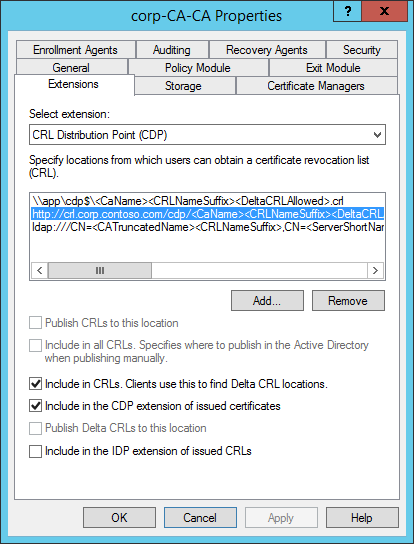 corp-CA-CA Properties
?
Enrollment Agents Auditing Recovery Agents Security
General Policy Module Exit Module
Extensions Storage Certificate Managers
Select extension:
CRL Distribution Point (CDP)
Specify locations from which users can obtain a certificate revocation list
(CRL).
\\app\cdp$\<CaName><CRLNameSuffix><DeltaCRLAllowed>.crl
http://crl.corp.contoso.com/cdp/<CaName><CRLNameSuffix><DeltaCRL
ldap:///CN=<CATruncatedName><CRLNameSuffix>,CN=<ServerShortNar
Add... Remove
Publish CRLs to this location
Include in all CRLs. Specifies where to publish in the Active Directory
when publishing manually.
Include in CRLs. Clients use this to find Delta CRL locations.
Include in the CDP extension of issued certificates
Publish Delta CRLs to this location
Include in the IDP extension of issued CRLs
OK Cancel Apply Help